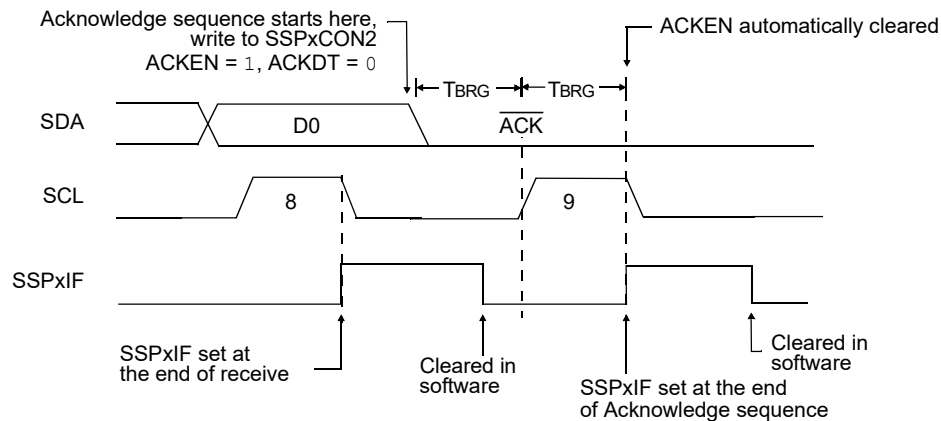 Acknowledge sequence starts here,
write to SSPxCON2
ACKEN = 1, ACKDT = 0
ACKEN automatically cleared
TBRG
TBRG
SDA
D0
ACK
SCL
8
9
SSPxIF
SSPxIF set at
the end of receive
Cleared in
software
SSPxIF set at the end
of Acknowledge sequence
Cleared in
software